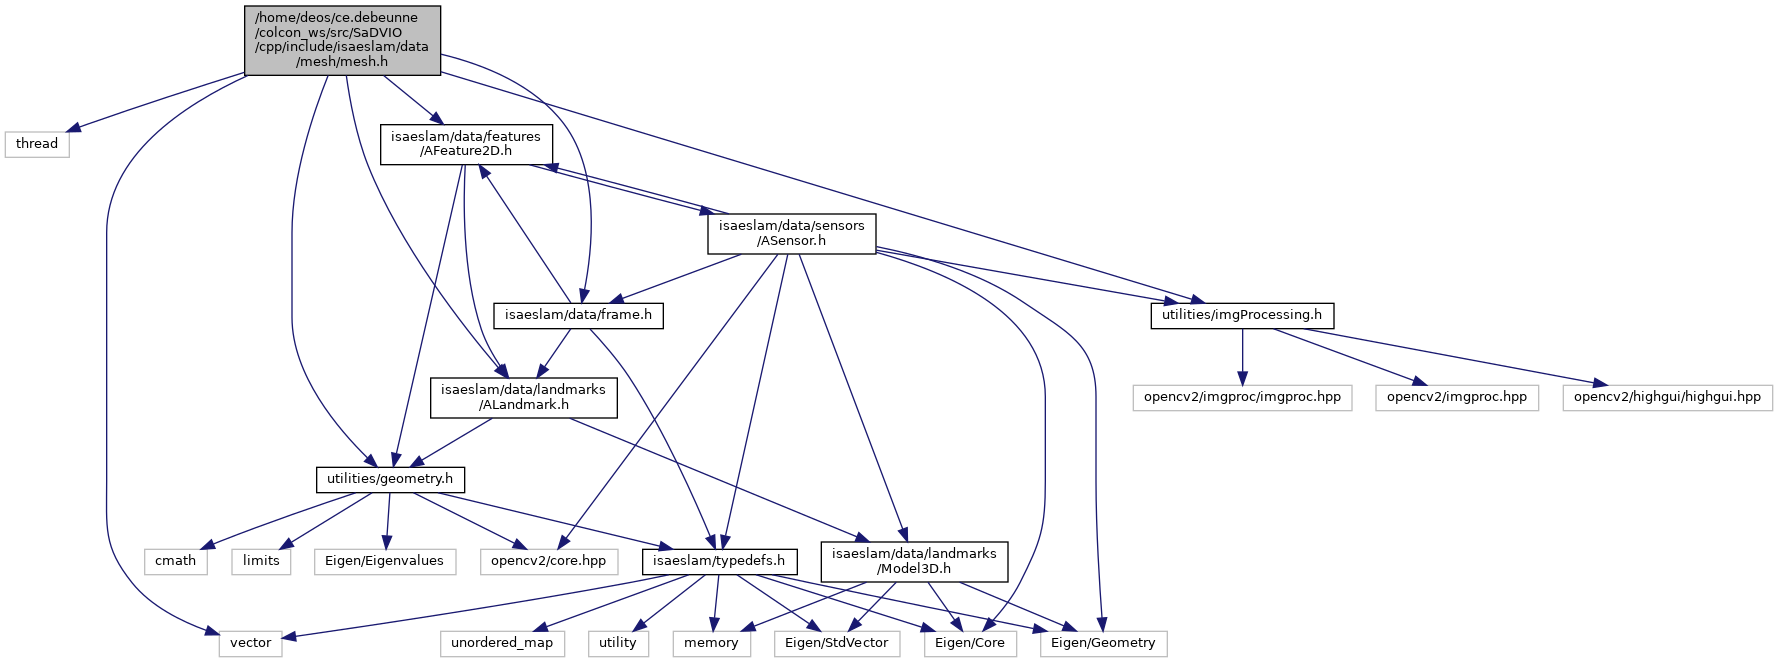 /home/deos/ce.debeunne
/colcon_ws/src/SaDVIO
/cpp/include/isaeslam/data
/mesh/mesh.h
thread
isaeslam/data/features
/AFeature2D.h
isaeslam/data/sensors
/ASensor.h
isaeslam/data/frame.h
utilities/imgProcessing.h
isaeslam/data/landmarks
/ALandmark.h
opencv2/imgproc/imgproc.hpp
opencv2/imgproc.hpp
opencv2/highgui/highgui.hpp
utilities/geometry.h
cmath
limits
Eigen/Eigenvalues
opencv2/core.hpp
isaeslam/typedefs.h
isaeslam/data/landmarks
/Model3D.h
vector
unordered_map
utility
memory
Eigen/StdVector
Eigen/Core
Eigen/Geometry